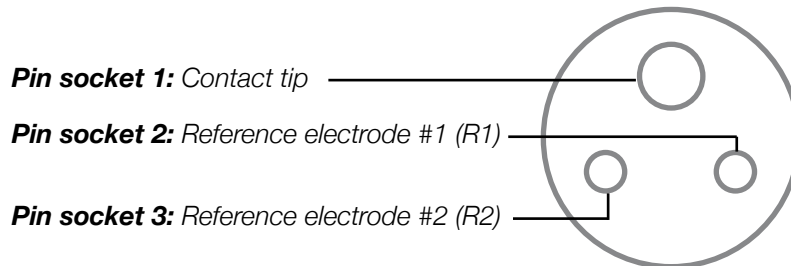 Pin socket 1: Contact tip
Pin socket 2: Reference electrode #1 (R1)
Pin socket 3: Reference electrode #2 (R2)